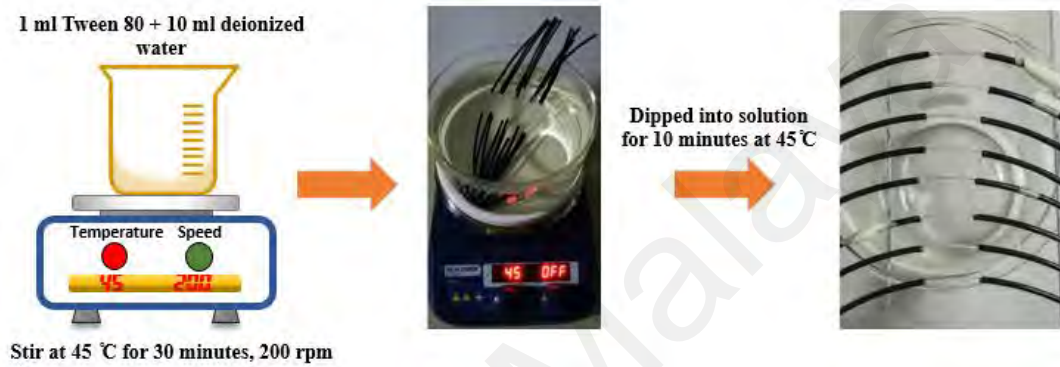 1 ml Tween 80 + 10 ml deionized
water
Temperature Speed
45 200
Stir at 45 ℃ for 30 minutes, 200 rpm
45 OFF
Dipped into solution
for 10 minutes at 45℃
Malaya